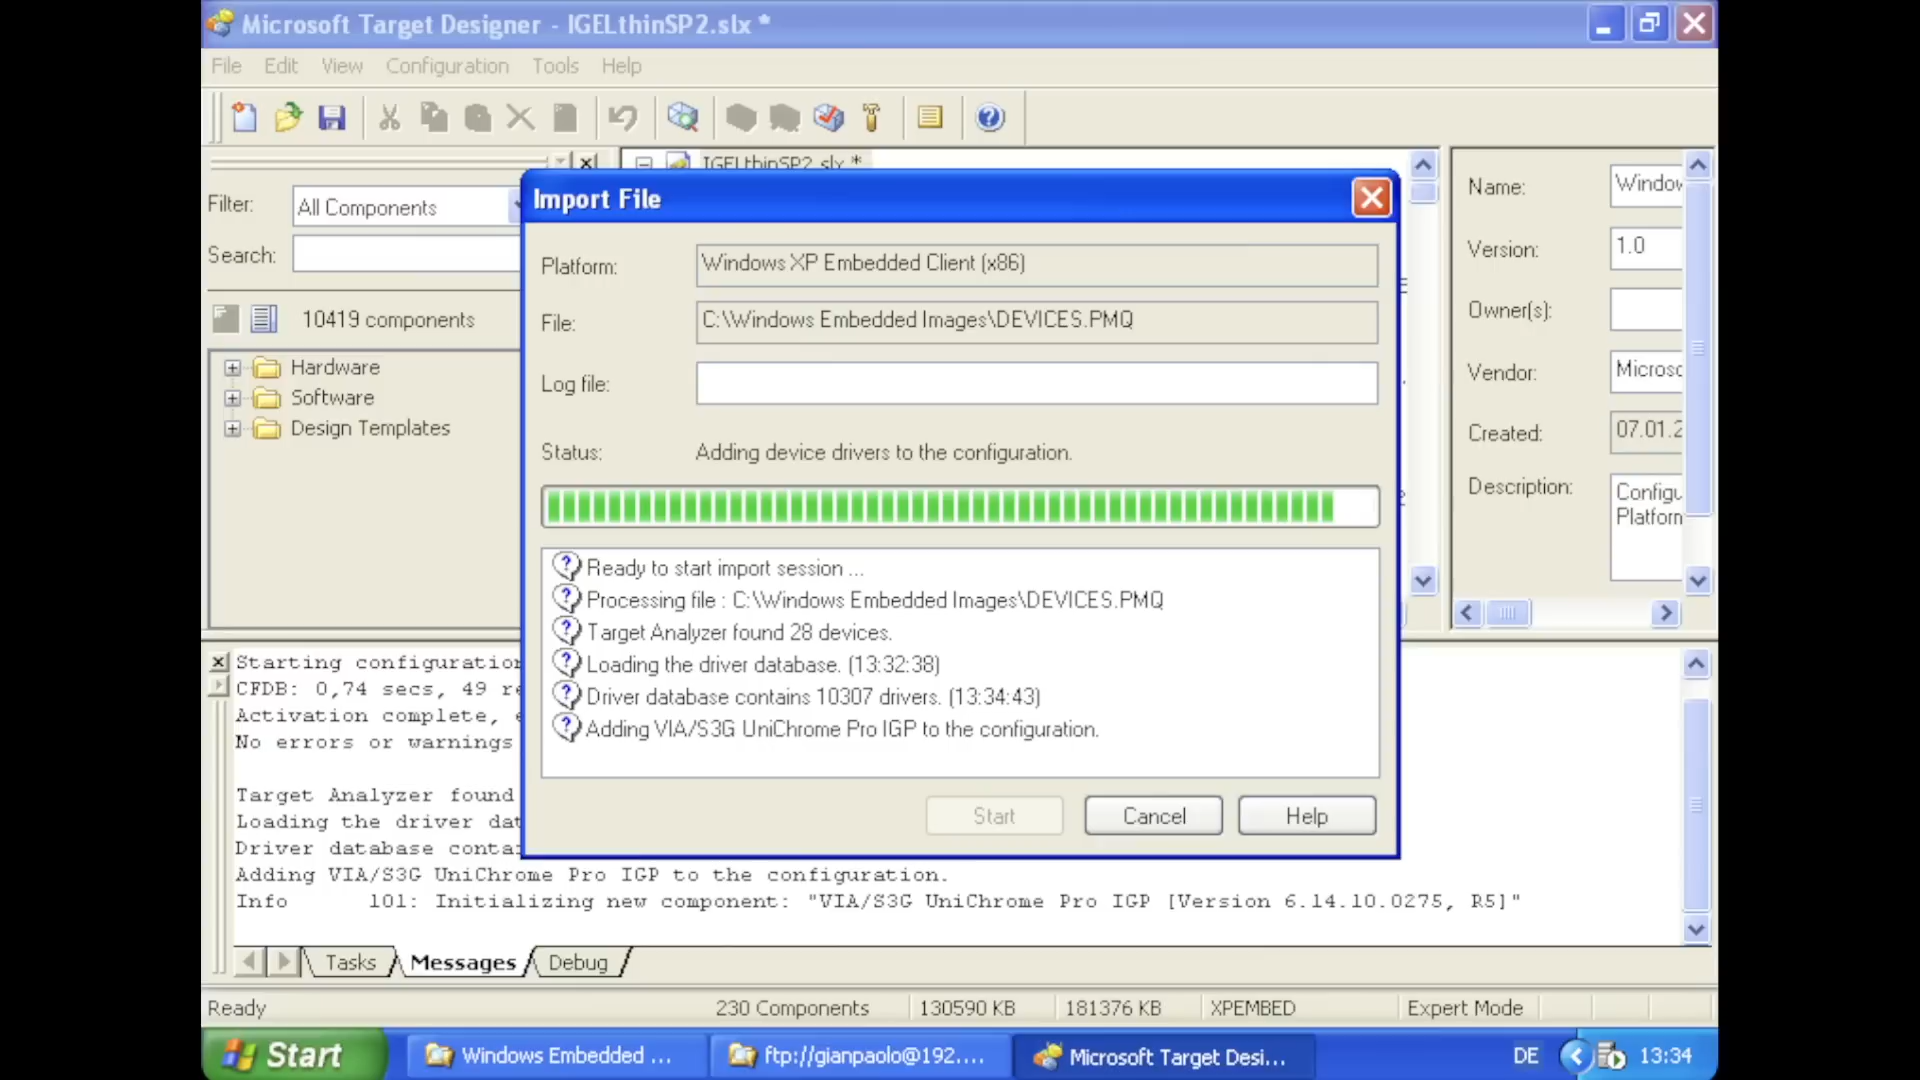 Microsoft Target Designer - IGELthinSP2.slx *
File Edit View Configuration Tools Help
IGELthinSP2.slx *
Filter: All Components
Search:
10419 components
Hardware
Software
Design Templates
Import File
Platform: Windows XP Embedded Client (x86)
File: C:\Windows Embedded Images\DEVICES.PMQ
Log file:
Status: Adding device drivers to the configuration.
Ready to start import session ...
Processing file : C:\Windows Embedded Images\DEVICES.PMQ
Target Analyzer found 28 devices.
Loading the driver database. (13:32:38)
Driver database contains 10307 drivers. (13:34:43)
Adding VIA/S3G UniChrome Pro IGP to the configuration.
Start Cancel Help
Name:
Version: 1.0
Owner(s):
Vendor:
Created: 07.01.2
Description:
Platform
Starting
CFDB: 0,74 secs, 49
Activation complete,
No errors or warnings
Target Analyzer found
Loading the driver
Driver database
Adding VIA/S3G UniChrome Pro IGP to the configuration.
Info 101: Initializing new component: "VIA/S3G UniChrome Pro IGP [Version 6.14.10.0275, R5]"
Tasks Messages Debug
Ready 230 Components 130590 KB 181376 KB XPEMBED Expert Mode
Start Windows Embedded ... ftp://gianpaolo@192.... Microsoft Target Desi... DE 13:34